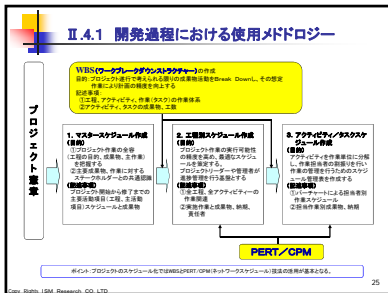 Ⅱ.4.1 開発過程における使用メドドロジー
WBS(ワークブレークダウンストラクチャー)の作成
目的:プロジェクト遂行で考えられる限りの成果物活動をBreak Downし、その想定
作業により計画の精度を向上する
記述事項:
①工程、アクティビティ、作業(タスク)の作業体系
②アクティビティ、タスクの成果物、工数
プロジェクト憲章
1. マスタースケジュール作成
(目的)
①プロジェクト作業の全容
(工程の目的、成果物、主作業)
を把握する
②主要成果物、作業に対する
ステークホルダーとの共通認識
(記述事項)
プロジェクト開始から修了までの
主要活動項目(工程、主活動
項目)スケジュールと成果物
2. 工程別スケジュール作成
(目的)
プロジェクト作業の実行可能性
の精度を高め、最適なスケジュ
ールを策定する。
プロジェクトリーダーや管理者が
進捗管理を行う基盤とする
(記述事項)
①全工程、全アクティビティーの
作業関連
②実施作業と成果物、納期、
責任者
3. アクティビティ/タスクスケ
ジュール作成
(目的)
アクティビティを作業単位に分解
し、作業担当者の割振りを行い
作業の管理を行うためのスケジ
ュール管理表を作成する
(記述事項)
①バーチャートによる担当者別
作業スケジュール
②担当作業別成果物、納期
PERT/CPM
ポイント:プロジェクトのスケジュール化ではWBSとPERT/CPM(ネットワークスケジュール)技法の活用が基本となる。
25
Copy Rights ISM Research CO. LTD